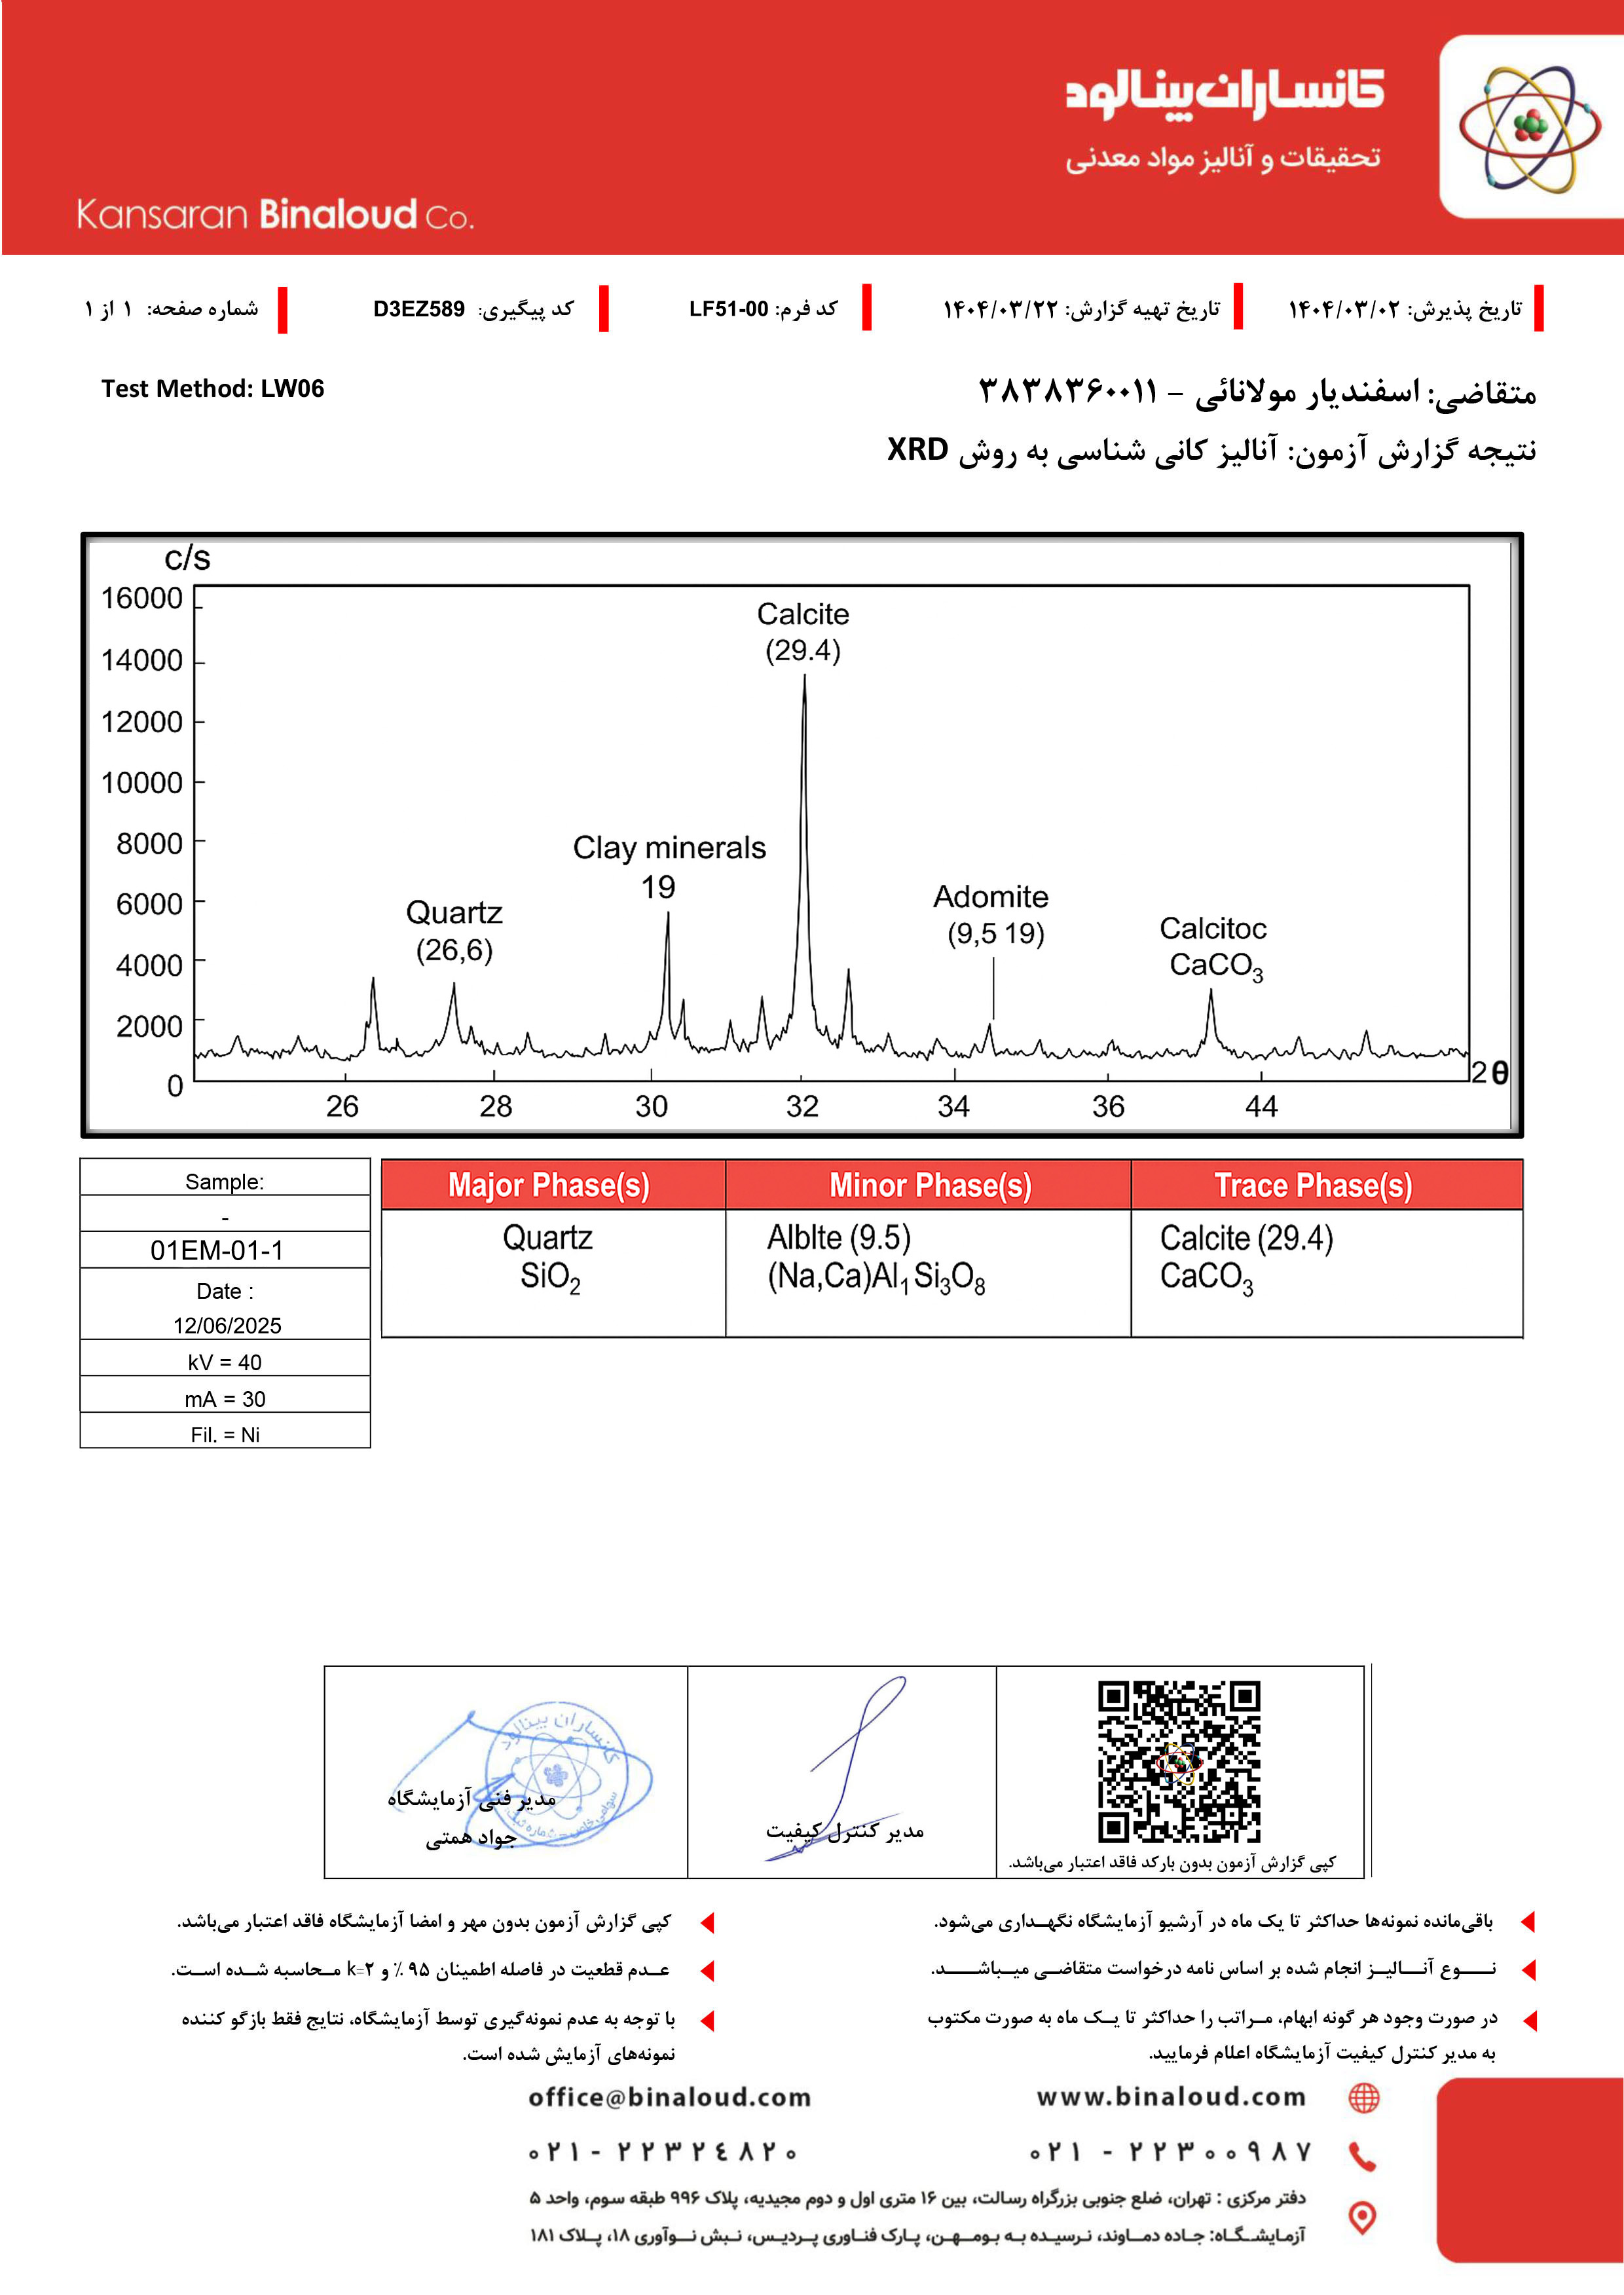 کانساران بینالود
تحقیقات و آنالیز مواد معدنی
Kansaran Binaloud Co.
تاریخ پذیرش: ۱۴۰۴/۰۳/۰۲
تاریخ تهیه گزارش: ۱۴۰۴/۰۳/۲۲
کد فرم: LF51-00
کد پیگیری: D3EZ589
شماره صفحه: ۱ از ۱
متقاضی: اسفندیار مولانائی – ۳۸۳۸۳۶۰۰۱۱
Test Method: LW06
نتیجه گزارش آزمون: آنالیز کانی شناسی به روش XRD
c/s
16000
14000
12000
10000
8000
6000
4000
2000
0
Calcite
(29.4)
Clay minerals
19
Quartz
(26,6)
Adomite
(9,5 19)
Calcitoc
CaCO₃
26 28 30 32 34 36 44
2θ
Sample:
-
01EM-01-1
Date :
12/06/2025
kV = 40
mA = 30
Fil. = Ni
Major Phase(s) Minor Phase(s) Trace Phase(s)
Quartz Alblte (9.5) Calcite (29.4)
SiO₂ (Na,Ca)Al₁Si₃O₈ CaCO₃
کانساران بینالود
مدیر فنی آزمایشگاه
جواد همتی
مدیر کنترل کیفیت
کپی گزارش آزمون بدون بارکد فاقد اعتبار می‌باشد.
باقی‌مانده نمونه‌ها حداکثر تا یک ماه در آرشیو آزمایشگاه نگهداری می‌شود.
نوع آنالیز انجام شده بر اساس نامه درخواست متقاضی میباشد.
در صورت وجود هر گونه ابهام، مراتب را حداکثر تا یک ماه به صورت مکتوب
به مدیر کنترل کیفیت آزمایشگاه اعلام فرمایید.
کپی گزارش آزمون بدون مهر و امضا آزمایشگاه فاقد اعتبار می‌باشد.
عدم قطعیت در فاصله اطمینان ۹۵ ٪ و k=۲ محاسبه شده است.
با توجه به عدم نمونه‌گیری توسط آزمایشگاه، نتایج فقط بازگو کننده
نمونه‌های آزمایش شده است.
www.binaloud.com
office@binaloud.com
۰۲۱ - ۲۲۳۰۰۹۸۷
۰۲۱ - ۲۲۳۲٤۸۲۰
دفتر مرکزی : تهران، ضلع جنوبی بزرگراه رسالت، بین ۱۶ متری اول و دوم مجیدیه، پلاک ۹۹۶ طبقه سوم، واحد ۵
آزمایشگاه: جاده دماوند، نرسیده به بومهن، پارک فناوری پردیس، نبش نوآوری ۱۸، پلاک ۱۸۱